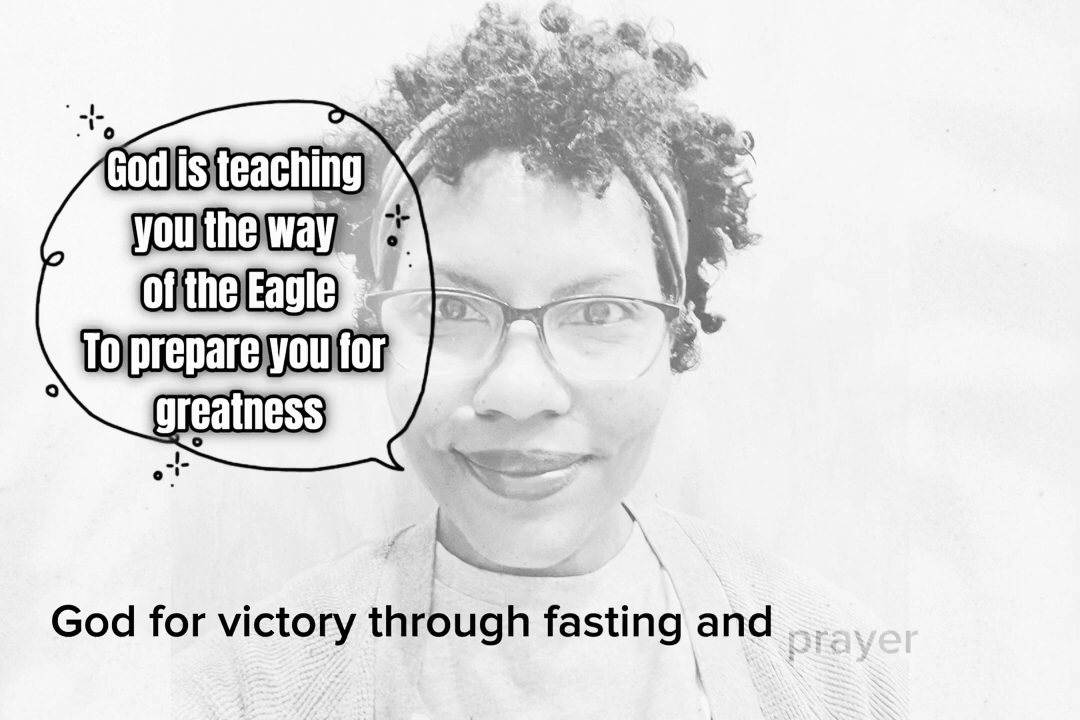 God is teaching
you the way
of the Eagle
To prepare you for
greatness
God for victory through fasting and prayer